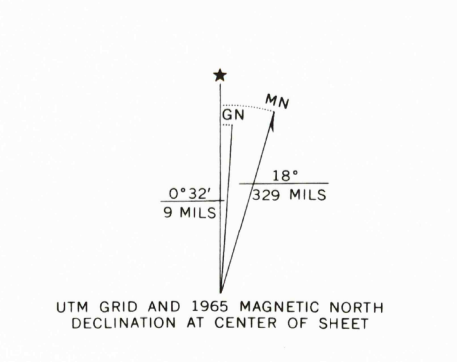 MN
GN
18°
329 MILS
0°32'
9 MILS
UTM GRID AND 1965 MAGNETIC NORTH
DECLINATION AT CENTER OF SHEET